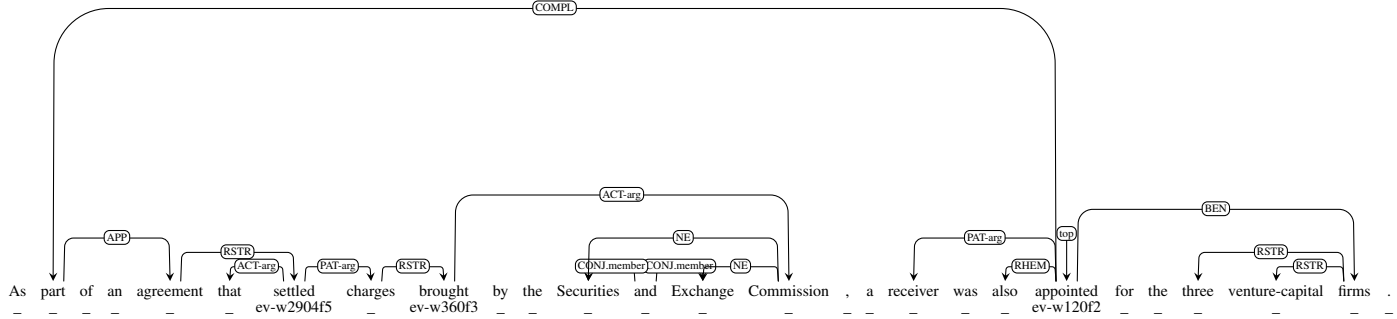 COMPL
ACT-arg
BEN
APP NE PAT-arg top
RSTR RSTR
ACT-arg PAT-arg RSTR CONJ.member CONJ.member NE RHEM RSTR
As part of an agreement that settled charges brought by the Securities and Exchange Commission , a receiver was also appointed for the three venture-capital firms .
_ _ _ _ _ _ ev-w2904f5 _ ev-w360f3 _ _ _ _ _ _ _ _ _ _ _ ev-w120f2 _ _ _ _ _ _